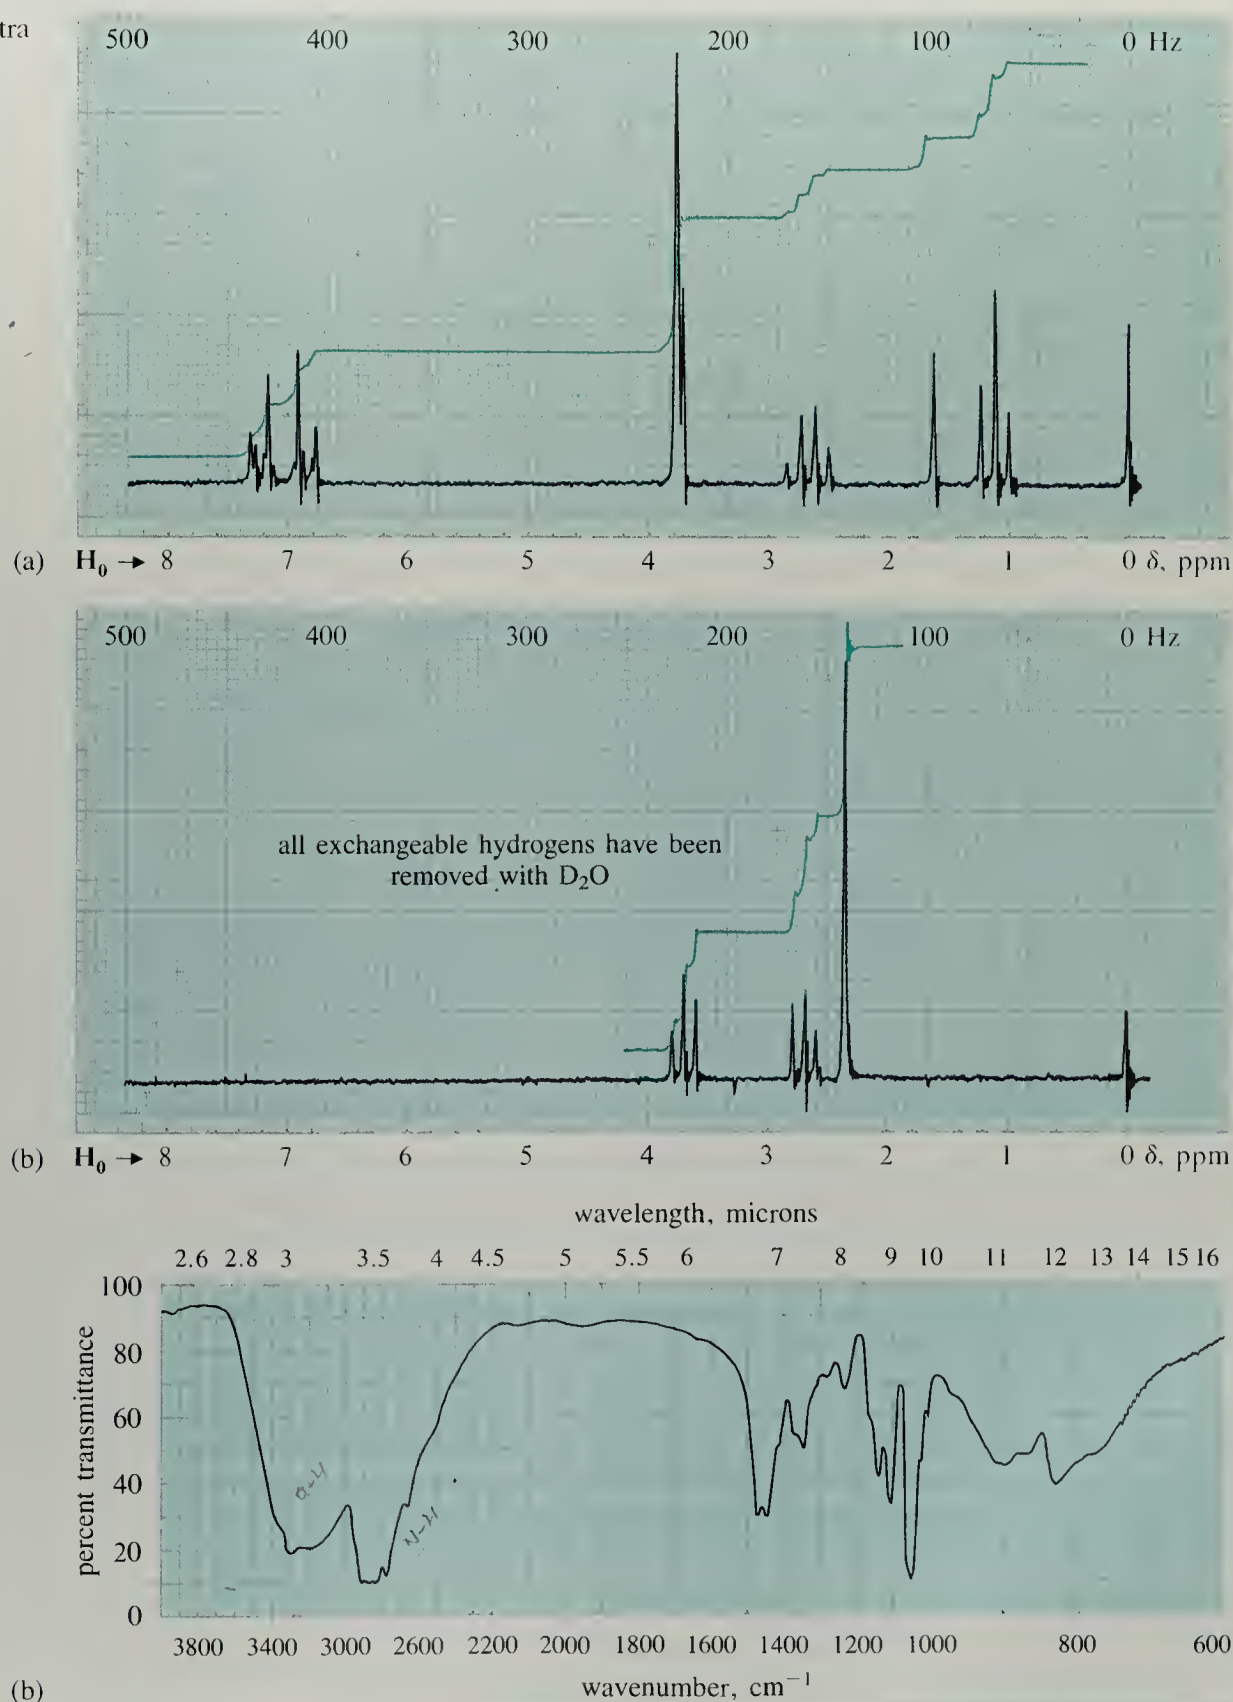 tra
500 400 300 200 100 0 Hz
(a) H₀ → 8 7 6 5 4 3 2 1 0 δ, ppm
500 400 300 200 100 0 Hz
all exchangeable hydrogens have been
removed with D₂O
(b) H₀ → 8 7 6 5 4 3 2 1 0 δ, ppm
wavelength, microns
2.6 2.8 3 3.5 4 4.5 5 5.5 6 7 8 9 10 11 12 13 14 15 16
100
80
60
40
20
0
percent transmittance
O-H
N-H
3800 3400 3000 2600 2200 2000 1800 1600 1400 1200 1000 800 600
(b) wavenumber, cm⁻¹